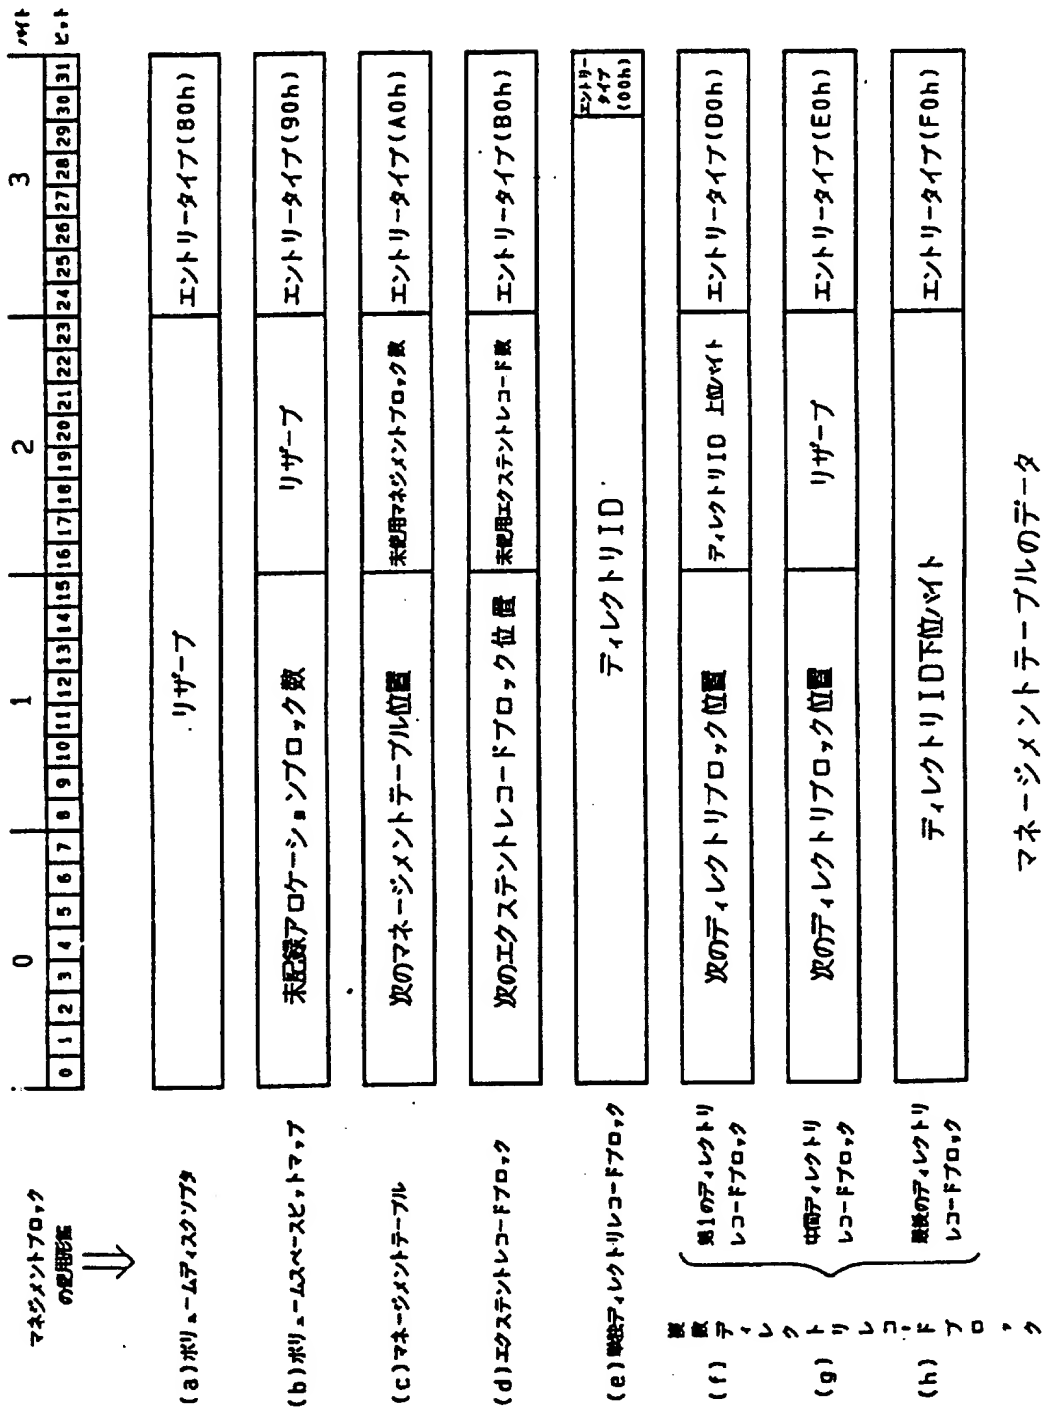 マネジメントブロックの使用形態
バイト 0 1 2 3
ビット 0 1 2 3 4 5 6 7 8 9 10 11 12 13 14 15 16 17 18 19 20 21 22 23 24 25 26 27 28 29 30 31
(a)ボリュームディスクリプタ
リザーブ
エントリータイプ(80h)
(b)ボリュームスペースビットマップ
未記録アロケーションブロック数
リザーブ
エントリータイプ(90h)
(c)マネージメントテーブル
次のマネージメントテーブル位置
未使用マネジメントブロック数
エントリータイプ(A0h)
(d)エクステントレコードブロック
次のエクステントレコードブロック位置
未使用エクステントレコード数
エントリータイプ(B0h)
(e)単独ディレクトリレコードブロック
ディレクトリID
エントリー
タイプ
(00h)
複数ディレクトリレコードブロック
(f)
第1のディレクトリ
レコードブロック
次のディレクトリブロック位置
ディレクトリID 上位バイト
エントリータイプ(D0h)
(g)
中間ディレクトリ
レコードブロック
次のディレクトリブロック位置
リザーブ
エントリータイプ(E0h)
(h)
最後のディレクトリ
レコードブロック
ディレクトリID下位バイト
エントリータイプ(F0h)
マネージメントテーブルのデータ